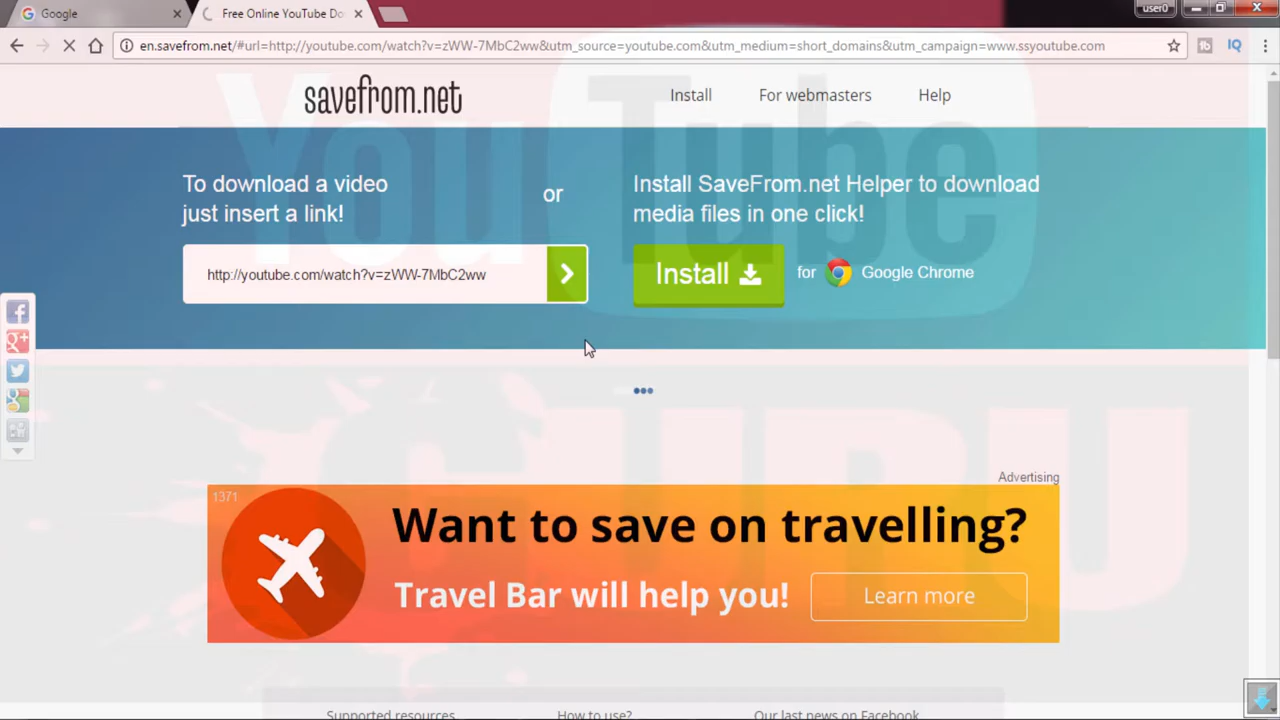 Google
Free Online YouTube Do
user0
en.savefrom.net/#url=http://youtube.com/watch?v=zWW-7MbC2ww&utm_source=youtube.com&utm_medium=short_domains&utm_campaign=www.ssyoutube.com
savefrom.net
Install
For webmasters
Help
YouTube
To download a video
just insert a link!
or
Install SaveFrom.net Helper to download
media files in one click!
http://youtube.com/watch?v=zWW-7MbC2ww
Install
for
Google Chrome
GURU
Advertising
1371
Want to save on travelling?
Travel Bar will help you!
Learn more
Supported resources
How to use?
Our last news on Facebook